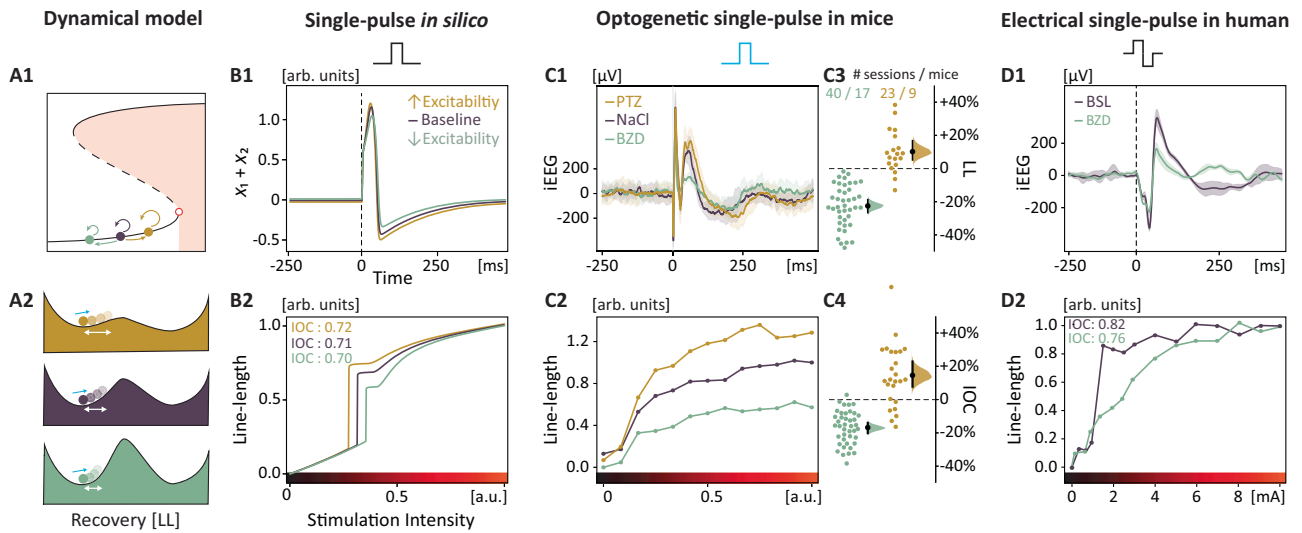 Dynamical model
Single-pulse in silico
Optogenetic single-pulse in mice
Electrical single-pulse in human
A1
B1
[arb. units]
↑Excitabiltiy
−Baseline
↓Excitability
X1 + X2
1.0
0.5
0
-0.5
-250
0
250
[ms]
Time
C1
[µV]
PTZ
NaCl
BZD
iEEG
200
0
-200
-250
0
250
[ms]
C3
# sessions / mice
40 / 17
23 / 9
+40%
+20%
0
-20%
-40%
LL
D1
[µV]
BSL
BZD
iEEG
200
0
-200
-250
0
250
[ms]
A2
Recovery [LL]
B2
[arb. units]
IOC : 0.72
IOC : 0.71
IOC : 0.70
Line-length
1.0
0.5
0.0
0
0.5
[a.u.]
Stimulation Intensity
C2
[arb. units]
Line-length
1.2
0.8
0.4
0.0
0
0.5
[a.u.]
C4
+40%
+20%
0
-20%
-40%
IOC
D2
[arb. units]
IOC: 0.82
IOC: 0.76
Line-length
1.0
0.8
0.6
0.4
0.2
0.0
0
2
4
6
8
[mA]